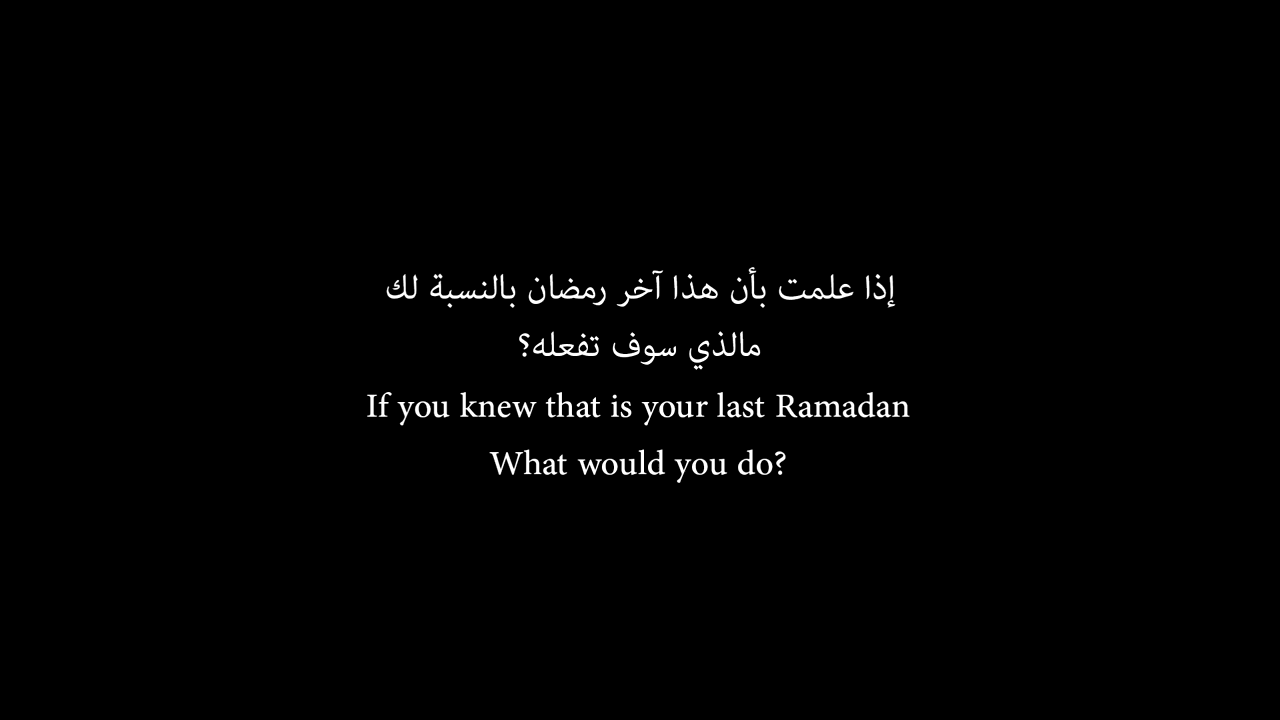 إذا علمت بأن هذا آخر رمضان بالنسبة لك
مالذي سوف تفعله؟
If you knew that is your last Ramadan
What would you do?